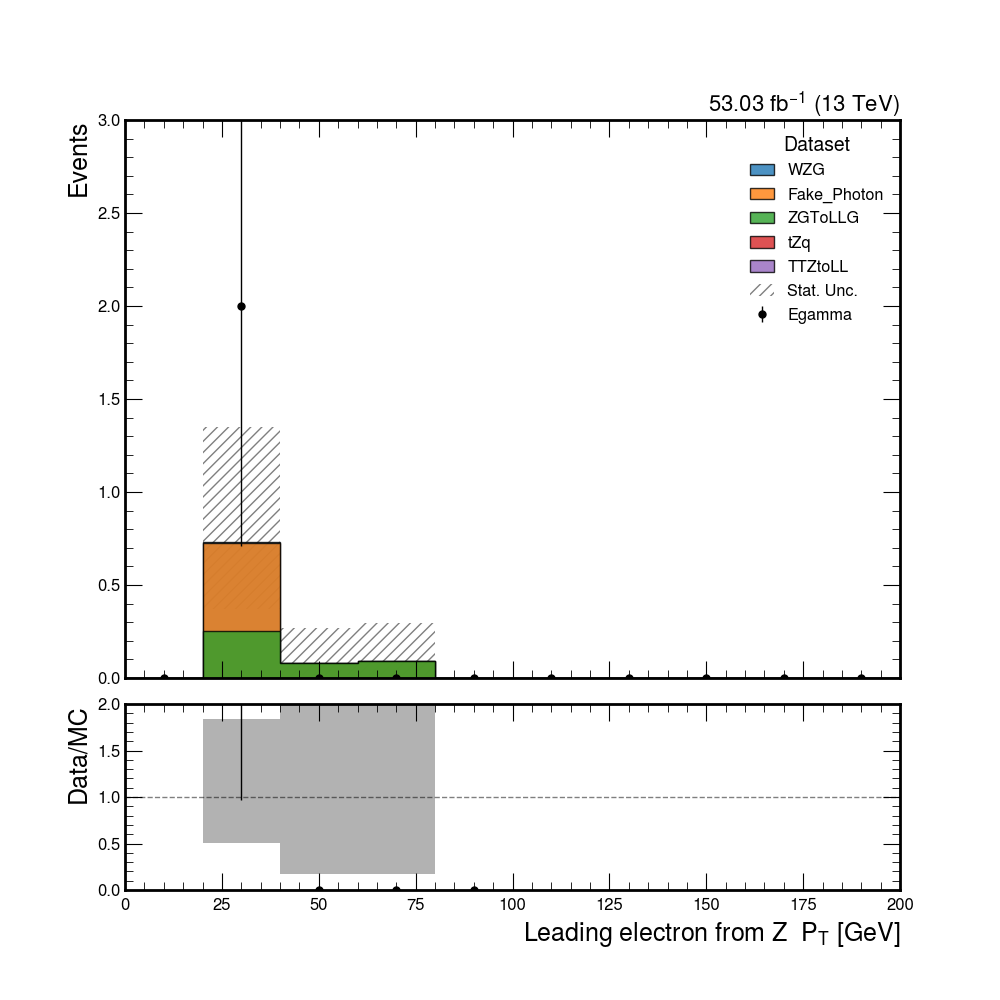 53.03 fb⁻¹ (13 TeV)
Events
3.0
2.5
2.0
1.5
1.0
0.5
0.0
Dataset
WZG
Fake_Photon
ZGToLLG
tZq
TTZtoLL
Stat. Unc.
Egamma
Data/MC
2.0
1.5
1.0
0.5
0.0
0 25 50 75 100 125 150 175 200
Leading electron from Z P_T [GeV]